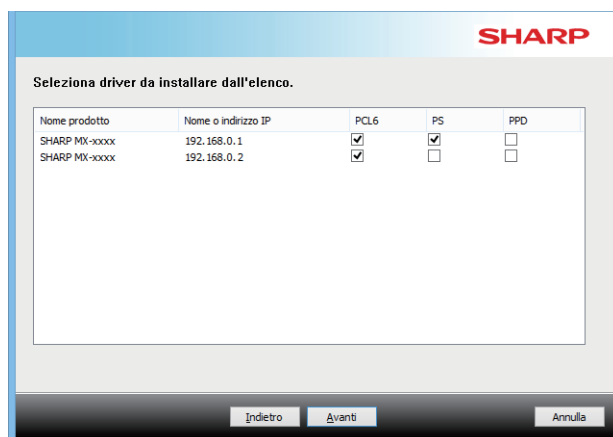 SHARP
Seleziona driver da installare dall'elenco.
Nome prodotto Nome o indirizzo IP PCL6 PS PPD
SHARP MX-xxxx 192.168.0.1
SHARP MX-xxxx 192.168.0.2
Indietro Avanti Annulla